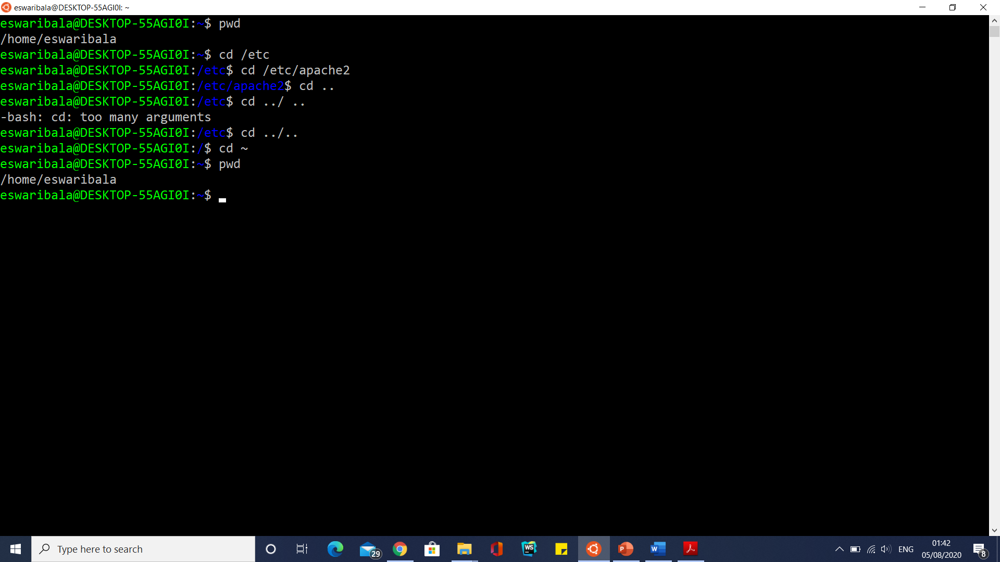 eswaribala@DESKTOP-55AGI0I: ~
eswaribala@DESKTOP-55AGI0I:~$ pwd
/home/eswaribala
eswaribala@DESKTOP-55AGI0I:~$ cd /etc
eswaribala@DESKTOP-55AGI0I:/etc$ cd /etc/apache2
eswaribala@DESKTOP-55AGI0I:/etc/apache2$ cd ..
eswaribala@DESKTOP-55AGI0I:/etc$ cd ../ ..
-bash: cd: too many arguments
eswaribala@DESKTOP-55AGI0I:/etc$ cd ../..
eswaribala@DESKTOP-55AGI0I:/$ cd ~
eswaribala@DESKTOP-55AGI0I:~$ pwd
/home/eswaribala
eswaribala@DESKTOP-55AGI0I:~$
Type here to search
29
WS
P
W
ENG
01:42
05/08/2020
8